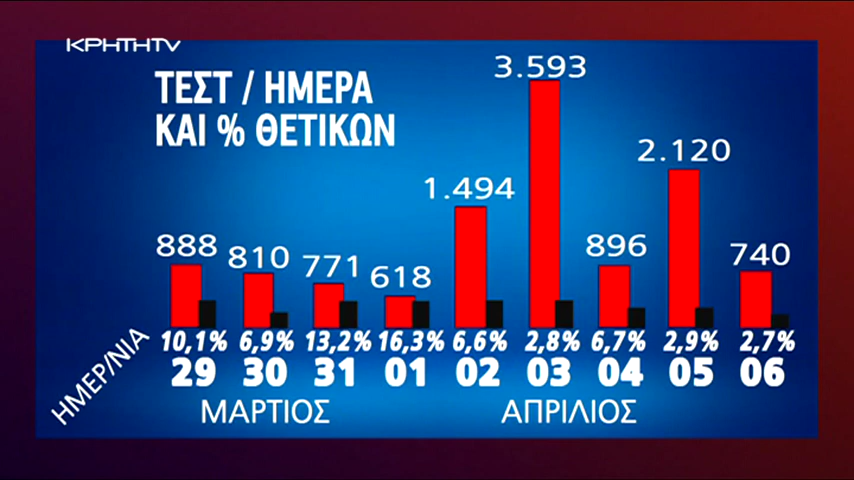 ΚΡΗΤΗTV
ΤΕΣΤ / ΗΜΕΡΑ
ΚΑΙ % ΘΕΤΙΚΩΝ
888 810 771 618 1.494 3.593 896 2.120 740
10,1% 6,9% 13,2% 16,3% 6,6% 2,8% 6,7% 2,9% 2,7%
ΗΜΕΡ/ΝΙΑ 29 30 31 01 02 03 04 05 06
ΜΑΡΤΙΟΣ ΑΠΡΙΛΙΟΣ